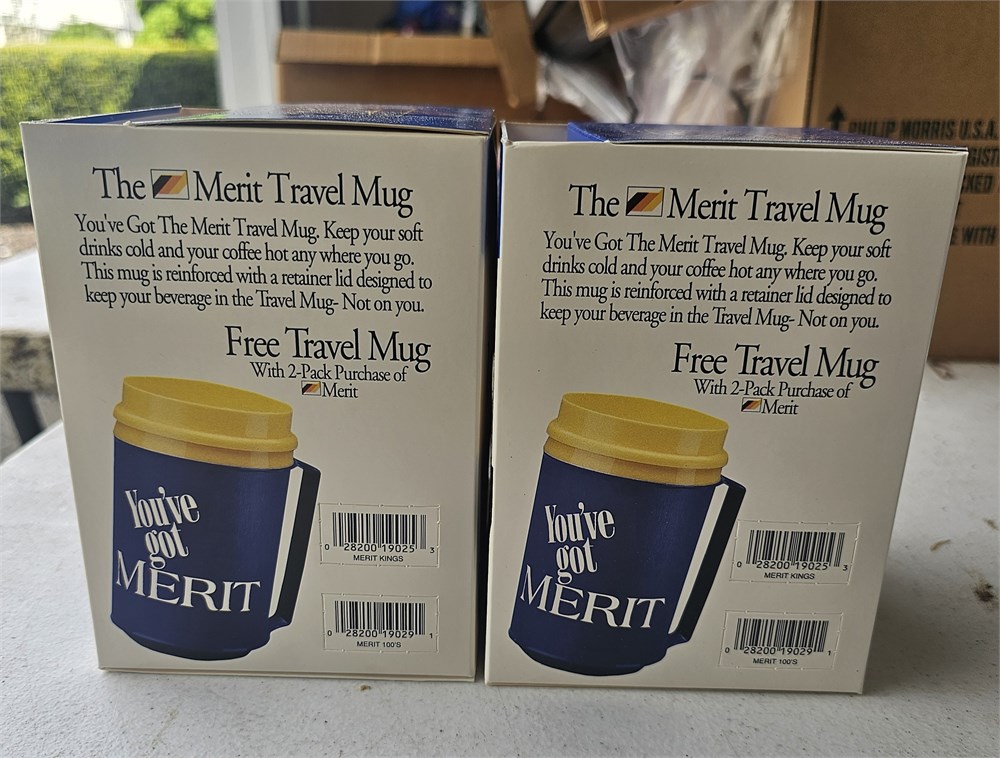 The Merit Travel Mug
You've Got The Merit Travel Mug. Keep your soft
drinks cold and your coffee hot any where you go.
This mug is reinforced with a retainer lid designed to
keep your beverage in the Travel Mug- Not on you.
Free Travel Mug
With 2-Pack Purchase of
Merit
You've
got
MERIT
0 28200 19025 3
MERIT KINGS
0 28200 19029 1
MERIT 100'S
The Merit Travel Mug
You've Got The Merit Travel Mug. Keep your soft
drinks cold and your coffee hot any where you go.
This mug is reinforced with a retainer lid designed to
keep your beverage in the Travel Mug- Not on you.
Free Travel Mug
With 2-Pack Purchase of
Merit
You've
got
MERIT
0 28200 19025 3
MERIT KINGS
0 28200 19029 1
MERIT 100'S
PHILIP MORRIS U.S.A.
WITH